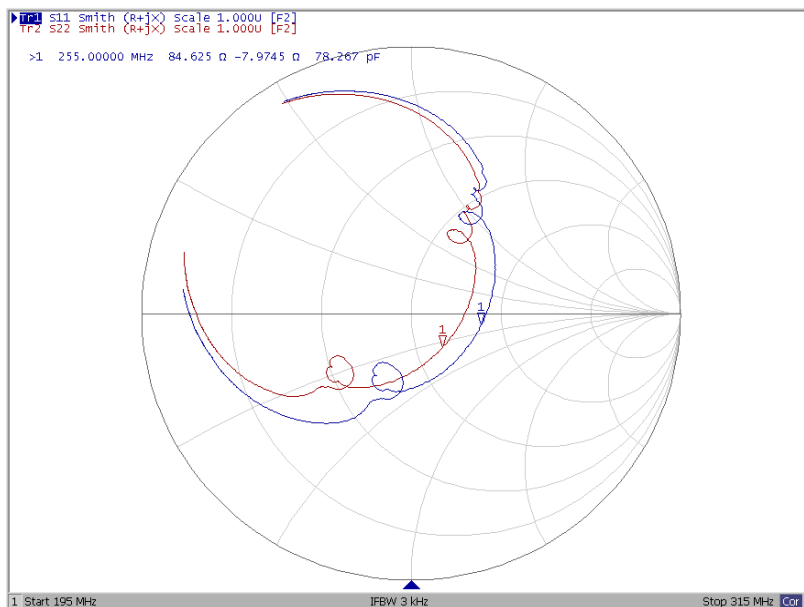 Tr1 S11 Smith (R+jX) Scale 1.000U [F2]
Tr2 S22 Smith (R+jX) Scale 1.000U [F2]
>1 255.00000 MHz 84.625 Ω -7.9745 Ω 78.267 pF
1
1
1 Start 195 MHz IFBW 3 kHz Stop 315 MHz Cor